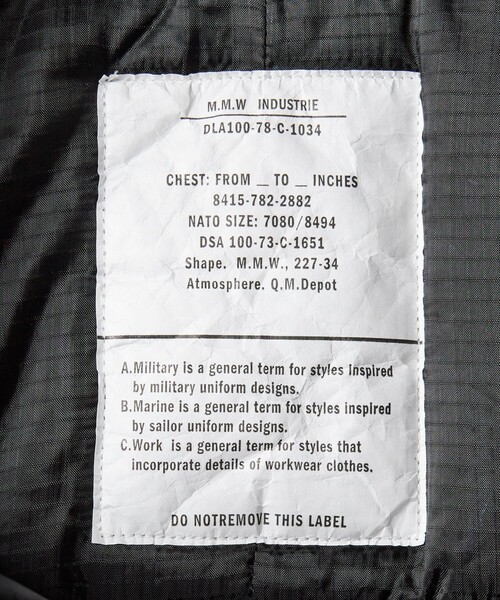 M.M.W INDUSTRIE
DLA100-78-C-1034
CHEST: FROM __ TO __ INCHES
8415-782-2882
NATO SIZE: 7080/8494
DSA 100-73-C-1651
Shape. M.M.W., 227-34
Atmosphere. Q.M.Depot
A.Military is a general term for styles inspired
by military uniform designs.
B.Marine is a general term for styles inspired
by sailor uniform designs.
C.Work is a general term for styles that
incorporate details of workwear clothes.
DO NOTREMOVE THIS LABEL